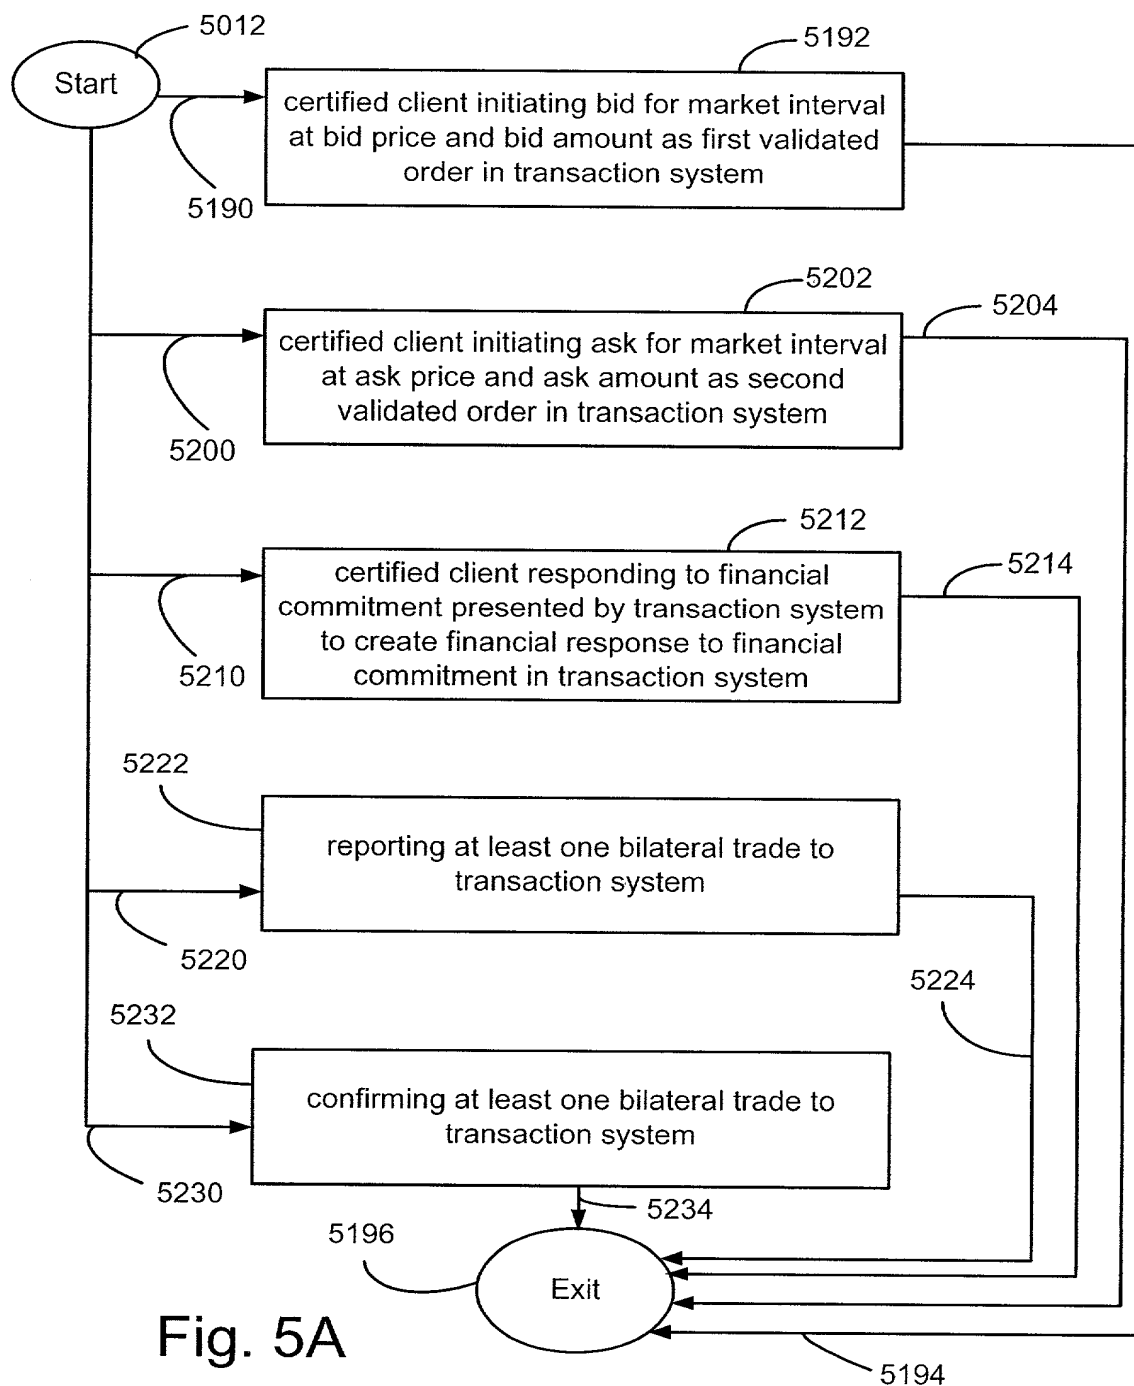 5012
Start
5192
certified client initiating bid for market interval
at bid price and bid amount as first validated
order in transaction system
5190
5202
5204
certified client initiating ask for market interval
at ask price and ask amount as second
validated order in transaction system
5200
5212
5214
certified client responding to financial
commitment presented by transaction system
to create financial response to financial
commitment in transaction system
5210
5222
reporting at least one bilateral trade to
transaction system
5220
5224
5232
confirming at least one bilateral trade to
transaction system
5230
5234
5196
Exit
Fig. 5A
5194